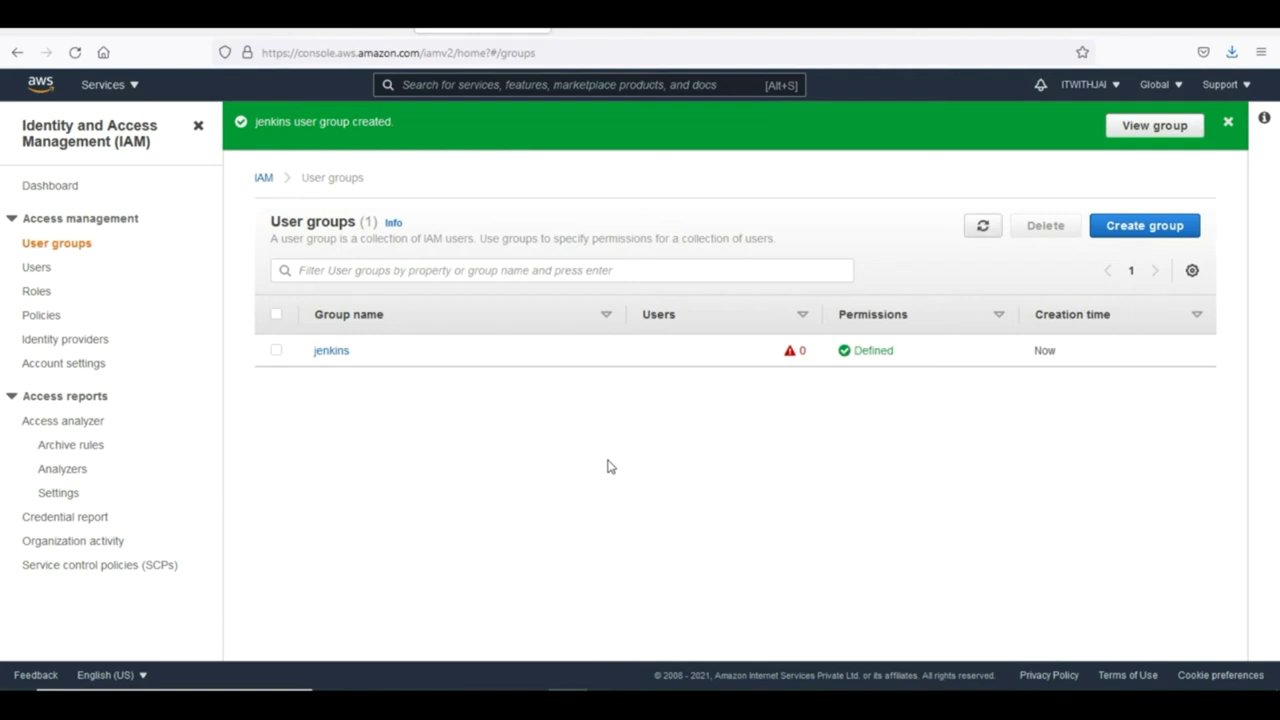 https://console.aws.amazon.com/iamv2/home?#/groups
aws
Services
Search for services, features, marketplace products, and docs
[Alt+S]
ITWITHJAI
Global
Support
Identity and Access
Management (IAM)
Dashboard
Access management
User groups
Users
Roles
Policies
Identity providers
Account settings
Access reports
Access analyzer
Archive rules
Analyzers
Settings
Credential report
Organization activity
Service control policies (SCPs)
jenkins user group created.
View group
IAM
User groups
User groups (1) Info
A user group is a collection of IAM users. Use groups to specify permissions for a collection of users.
Delete
Create group
Filter User groups by property or group name and press enter
1
Group name
Users
Permissions
Creation time
jenkins
0
Defined
Now
Feedback
English (US)
© 2008 - 2021, Amazon Internet Services Private Ltd. or its affiliates. All rights reserved.
Privacy Policy
Terms of Use
Cookie preferences